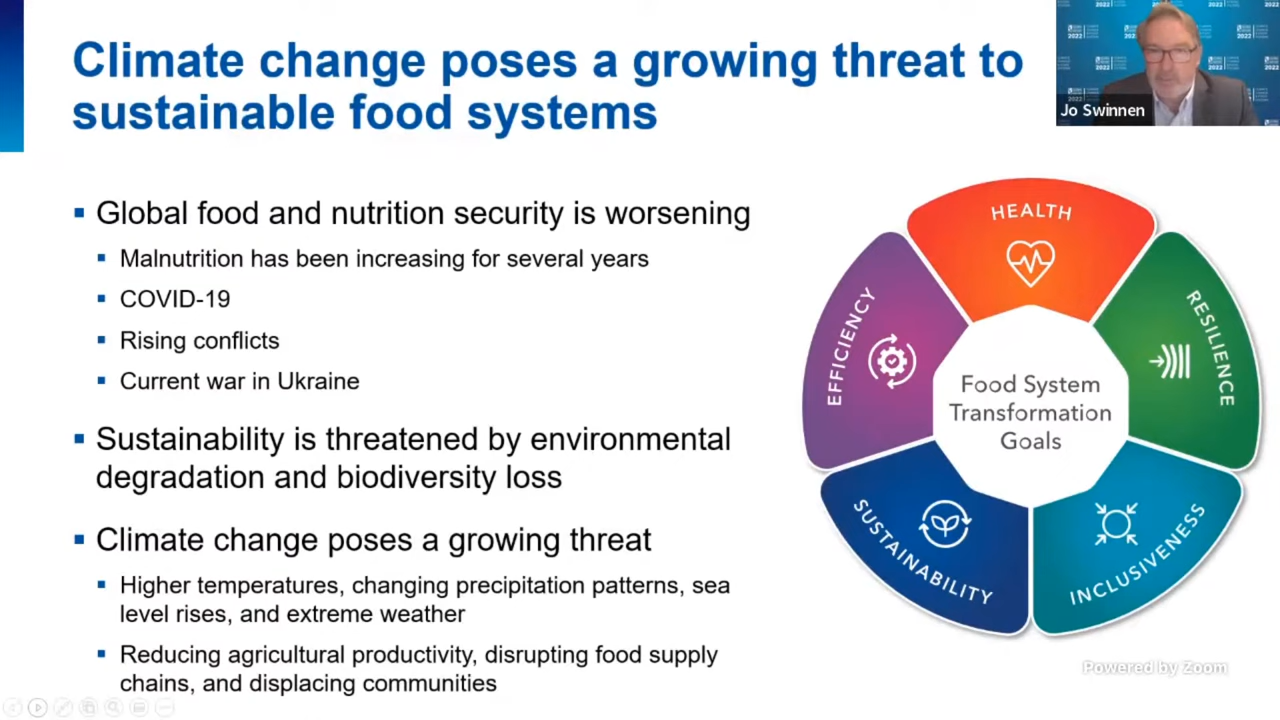 Climate change poses a growing threat to
sustainable food systems
Jo Swinnen
Global food and nutrition security is worsening
Malnutrition has been increasing for several years
COVID-19
Rising conflicts
Current war in Ukraine
Sustainability is threatened by environmental
degradation and biodiversity loss
Climate change poses a growing threat
Higher temperatures, changing precipitation patterns, sea
level rises, and extreme weather
Reducing agricultural productivity, disrupting food supply
chains, and displacing communities
HEALTH
RESILIENCE
INCLUSIVENESS
SUSTAINABILITY
EFFICIENCY
Food System
Transformation
Goals
Powered by Zoom